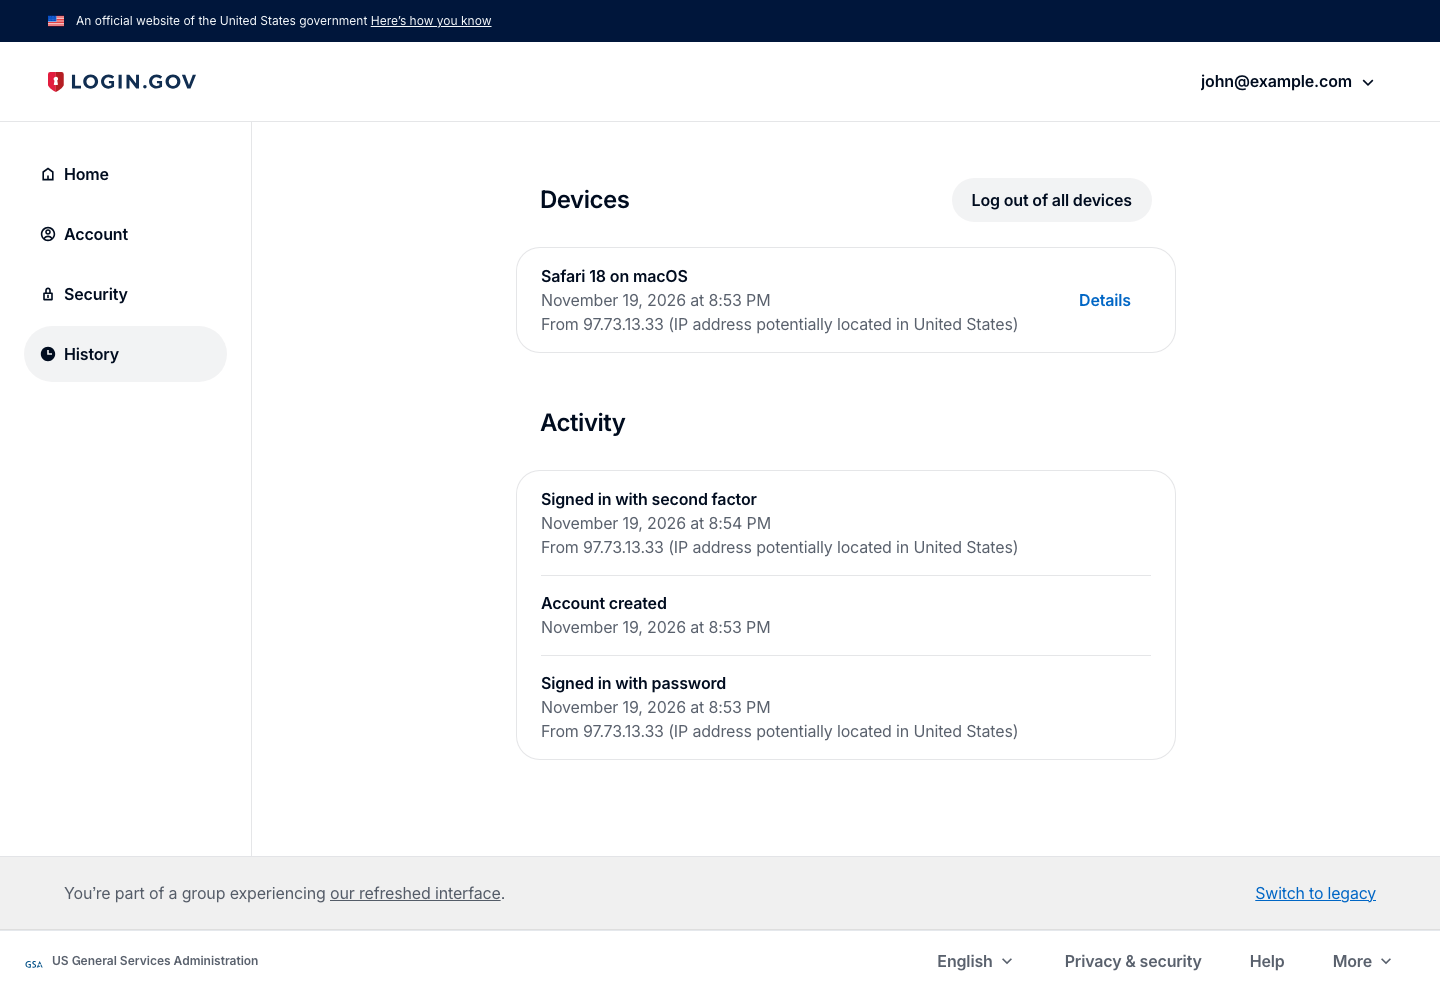 An official website of the United States government Here’s how you know
LOGIN.GOV
john@example.com
Home
Account
Security
History
Devices
Log out of all devices
Safari 18 on macOS
November 19, 2026 at 8:53 PM
From 97.73.13.33 (IP address potentially located in United States)
Details
Activity
Signed in with second factor
November 19, 2026 at 8:54 PM
From 97.73.13.33 (IP address potentially located in United States)
Account created
November 19, 2026 at 8:53 PM
Signed in with password
November 19, 2026 at 8:53 PM
From 97.73.13.33 (IP address potentially located in United States)
You’re part of a group experiencing our refreshed interface.
Switch to legacy
GSA US General Services Administration
English
Privacy & security
Help
More